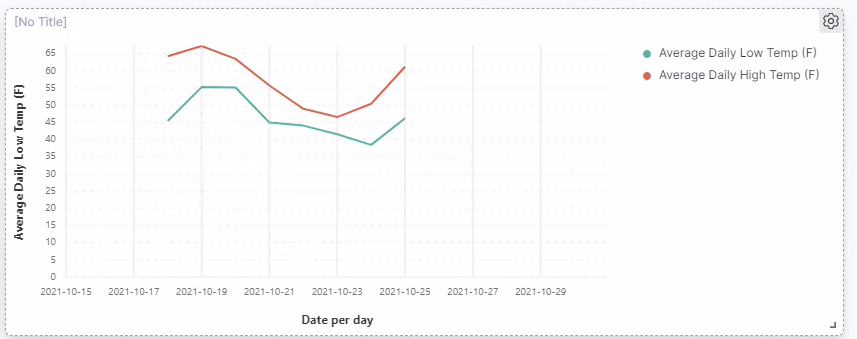 [No Title]
Average Daily Low Temp (F)
65
60
55
50
45
40
35
30
25
20
15
10
5
0
2021-10-15 2021-10-17 2021-10-19 2021-10-21 2021-10-23 2021-10-25 2021-10-27 2021-10-29
Date per day
Average Daily Low Temp (F)
Average Daily High Temp (F)